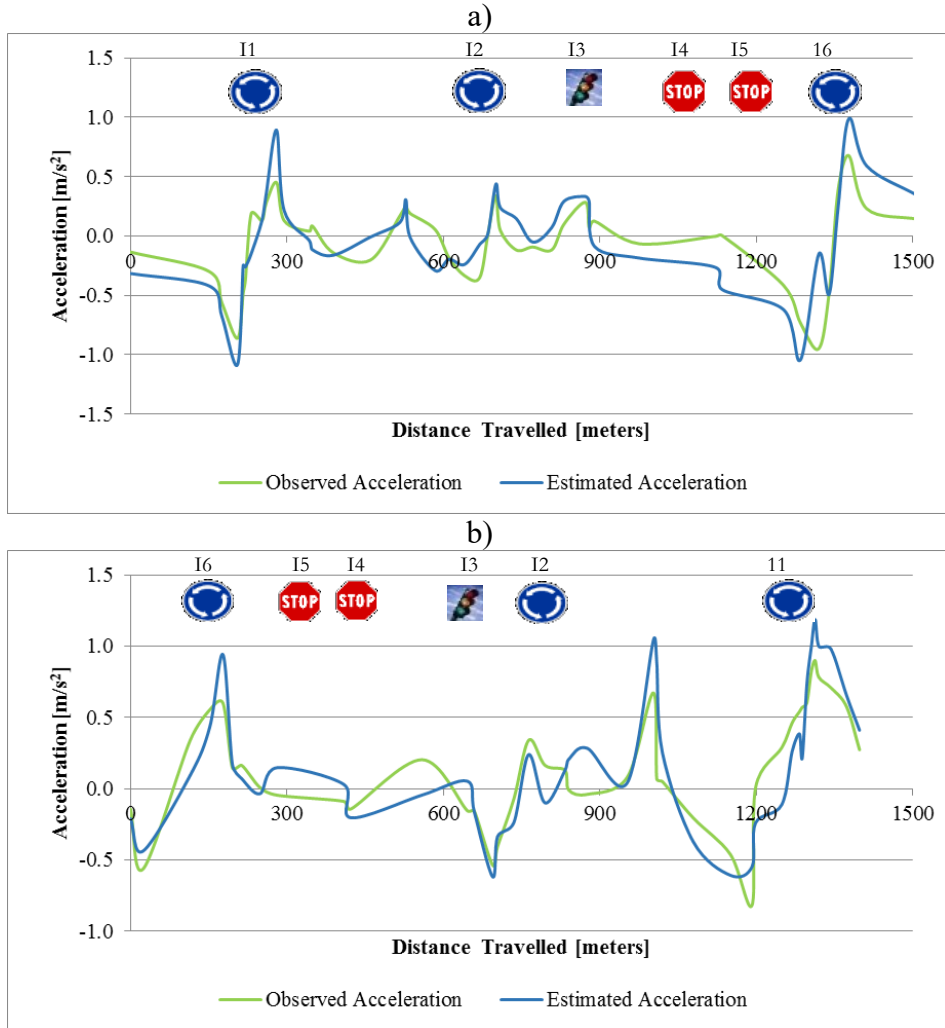 a)
I1 I2 I3 I4 I5 16
1.5
STOP STOP
1.0
0.5
0.0
300 600 900 1200 1500
-0.5
-1.0
-1.5
Acceleration [m/s²]
Distance Travelled [meters]
Observed Acceleration Estimated Acceleration
b)
I6 I5 I4 I3 I2 11
1.5
STOP STOP
1.0
0.5
0.0
0 300 600 900 1200 1500
-0.5
-1.0
Acceleration [m/s²]
Distance Travelled [meters]
Observed Acceleration Estimated Acceleration